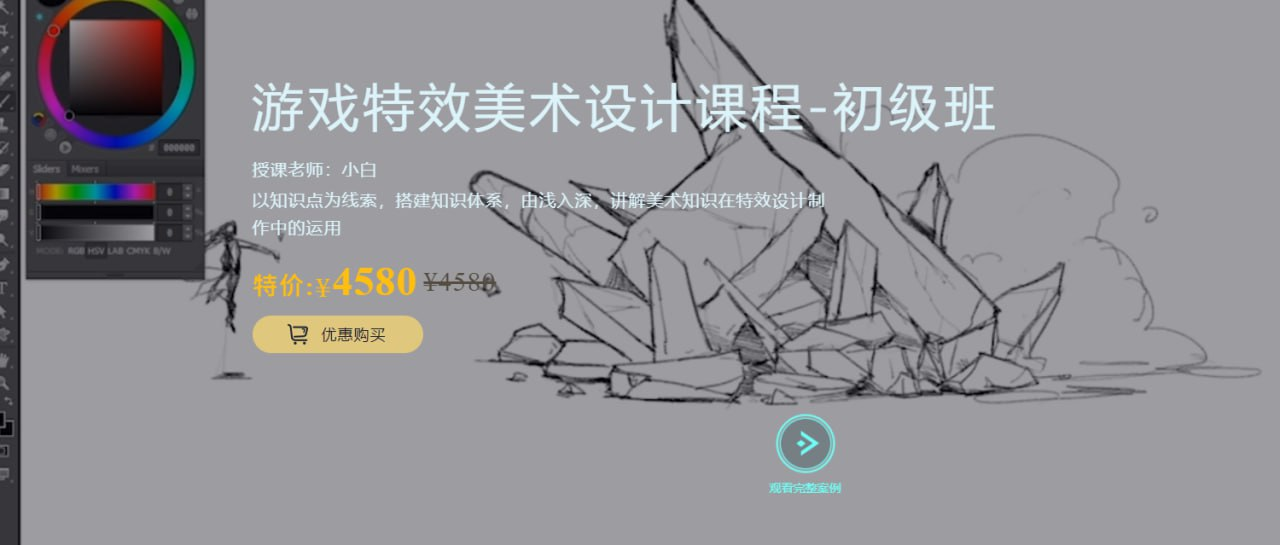 游戏特效美术设计课程-初级班
授课老师：小白
以知识点为线索，搭建知识体系，由浅入深，讲解美术知识在特效设计制
作中的运用
特价:¥4580 ¥4580
优惠购买
观看完整案例
# 000000
Sliders Mixers
0
0
0
MODE: RGB HSV LAB CMYK B/W